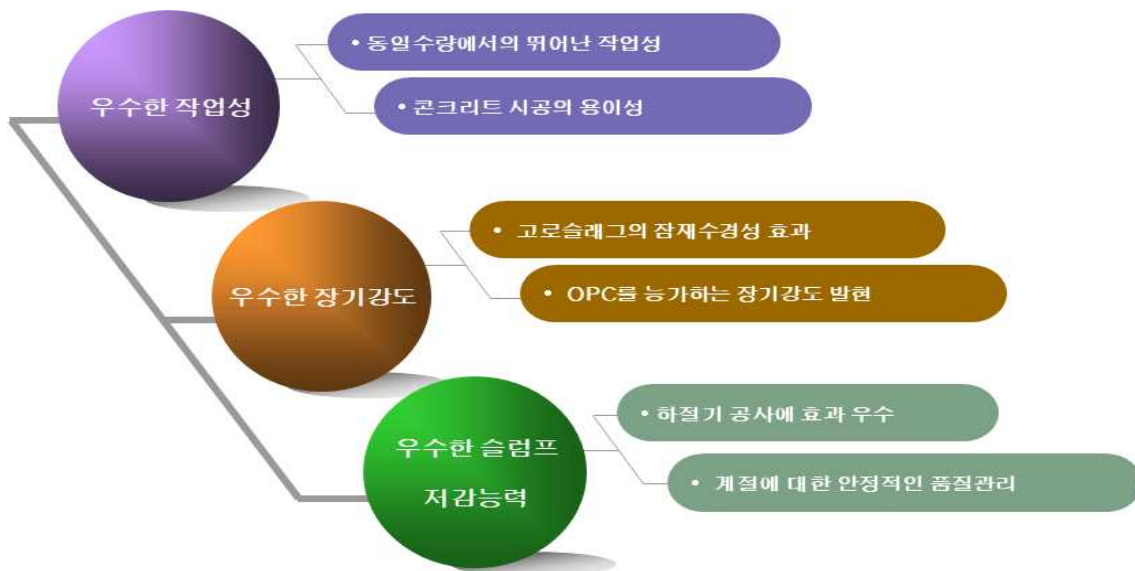 우수한 작업성
• 동일수량에서의 뛰어난 작업성
• 콘크리트 시공의 용이성
우수한 장기강도
• 고로슬래그의 잠재수경성 효과
• OPC를 능가하는 장기강도 발현
우수한 슬럼프
저감능력
• 하절기 공사에 효과 우수
• 계절에 대한 안정적인 품질관리